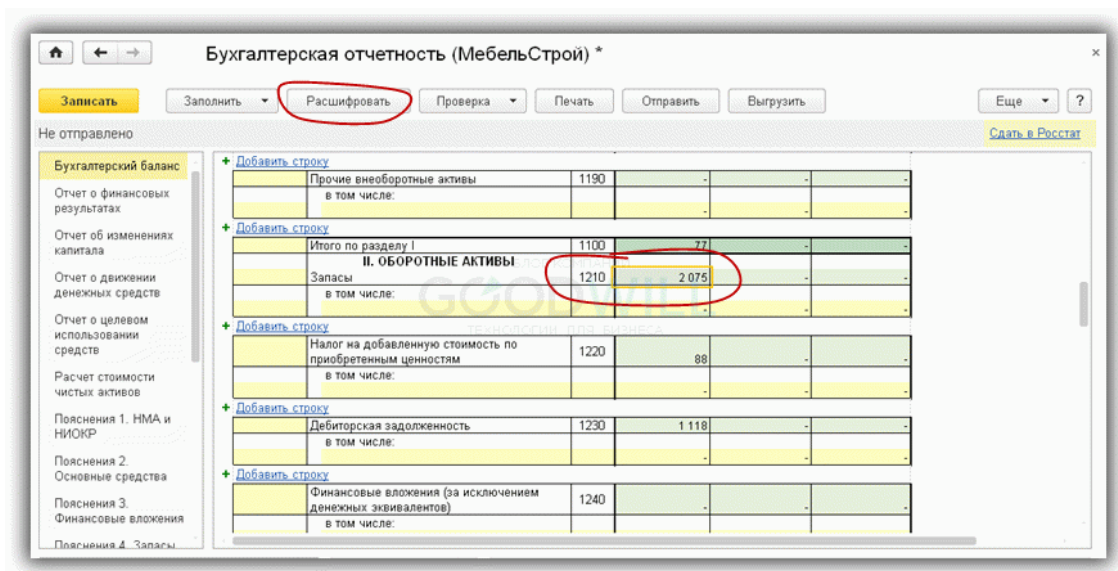 Бухгалтерская отчетность (МебельСтрой) *
Записать Заполнить Расшифровать Проверка Печать Отправить Выгрузить Еще ?
Не отправлено Сдать в Росстат
Бухгалтерский баланс
Отчет о финансовых
результатах
Отчет об изменениях
капитала
Отчет о движении
денежных средств
Отчет о целевом
использовании
средств
Расчет стоимости
чистых активов
Пояснения 1. НМА и
НИОКР
Пояснения 2.
Основные средства
Пояснения 3.
Финансовые вложения
Пояснения 4. Запасы
+ Добавить строку
Прочие внеоборотные активы 1190 - - -
в том числе:
- - -
+ Добавить строку
Итого по разделу I 1100 77 - -
II. ОБОРОТНЫЕ АКТИВЫ
Запасы 1210 2 075 - -
в том числе:
- - -
GOODWILL
ТЕХНОЛОГИИ ДЛЯ БИЗНЕСА
+ Добавить строку
Налог на добавленную стоимость по
приобретенным ценностям 1220 88 - -
в том числе:
- - -
+ Добавить строку
Дебиторская задолженность 1230 1 118 - -
в том числе:
- - -
+ Добавить строку
Финансовые вложения (за исключением
денежных эквивалентов) 1240 - - -
в том числе: